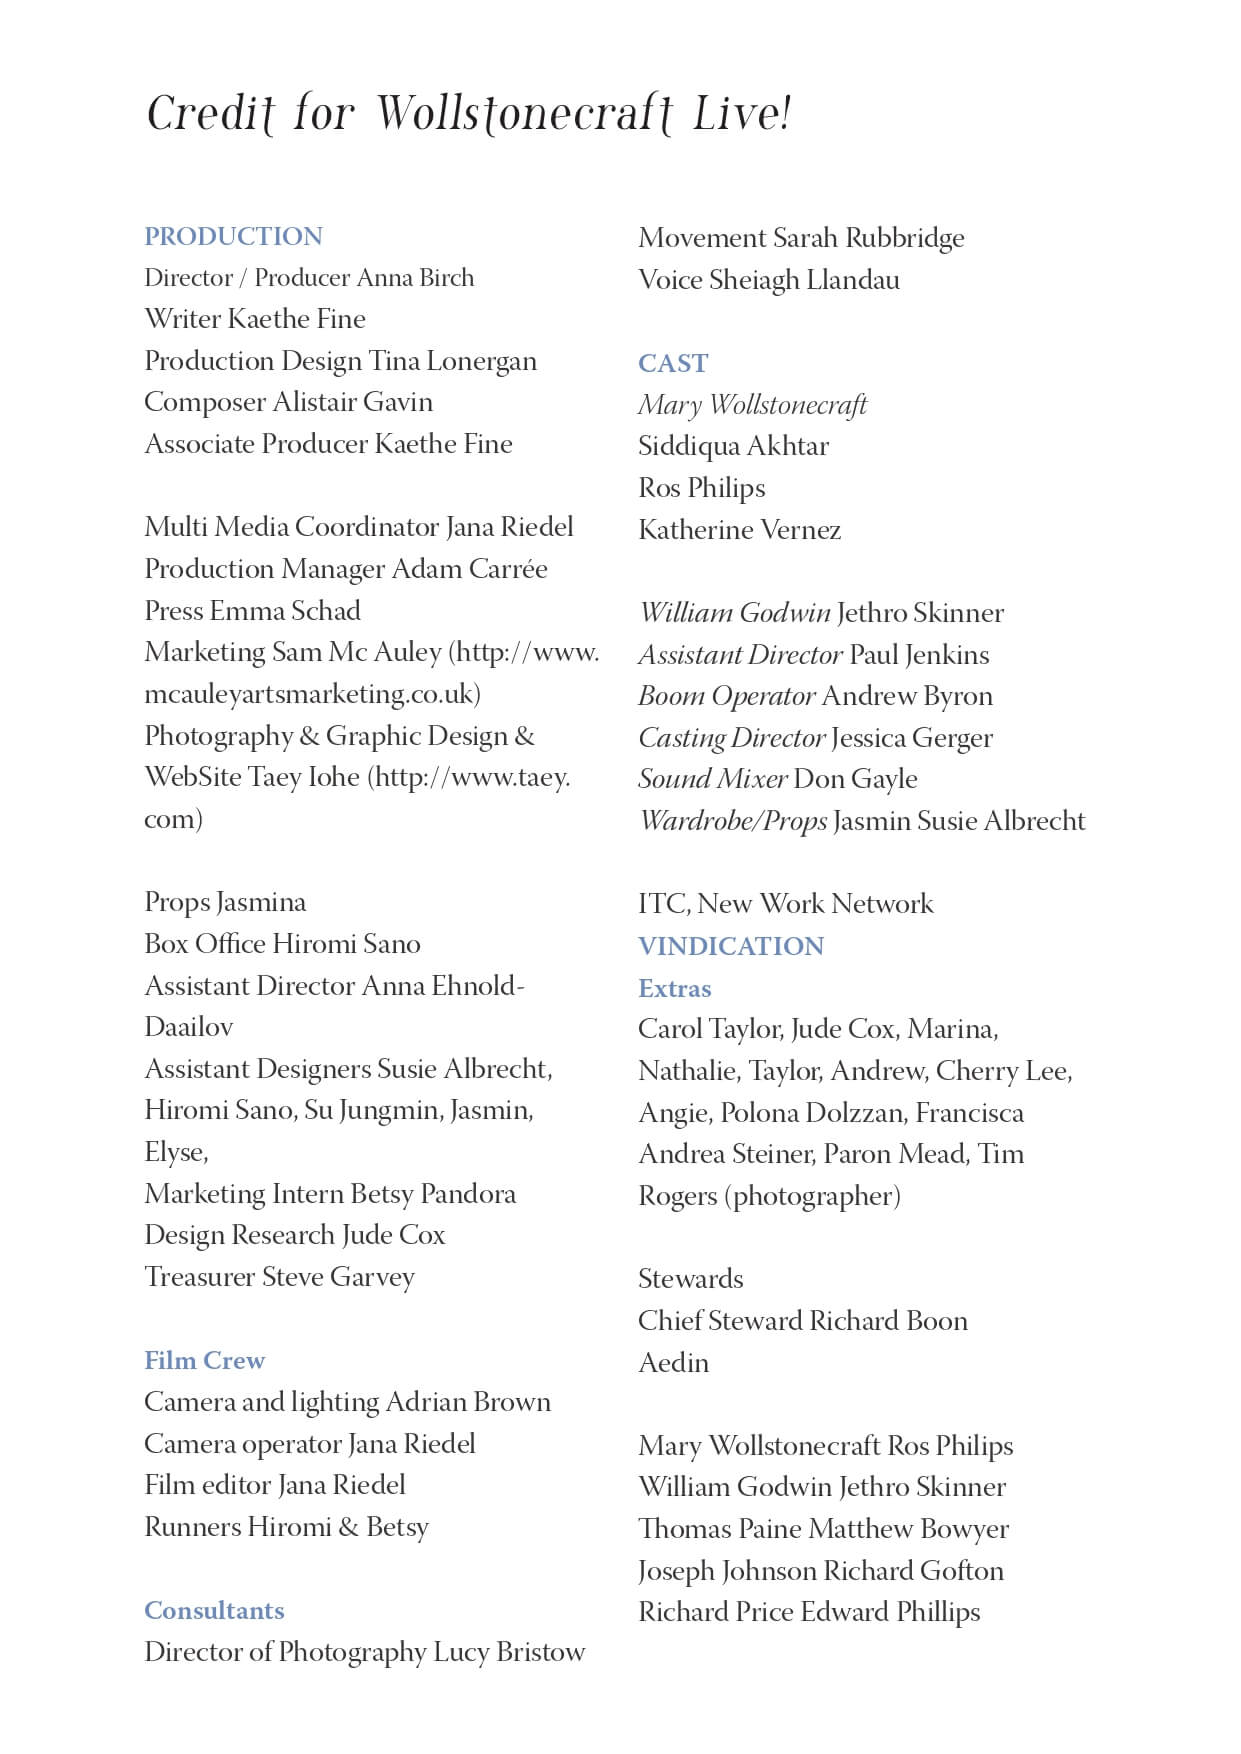 Credit for Wollstonecraft Live!
PRODUCTION
Director / Producer Anna Birch
Writer Kaethe Fine
Production Design Tina Lonergan
Composer Alistair Gavin
Associate Producer Kaethe Fine
Multi Media Coordinator Jana Riedel
Production Manager Adam Carrée
Press Emma Schad
Marketing Sam Mc Auley (http://www.
mcauleyartsmarketing.co.uk)
Photography & Graphic Design &
WebSite Taey Iohe (http://www.taey.
com)
Props Jasmina
Box Office Hiromi Sano
Assistant Director Anna Ehnold-
Daailov
Assistant Designers Susie Albrecht,
Hiromi Sano, Su Jungmin, Jasmin,
Elyse,
Marketing Intern Betsy Pandora
Design Research Jude Cox
Treasurer Steve Garvey
Film Crew
Camera and lighting Adrian Brown
Camera operator Jana Riedel
Film editor Jana Riedel
Runners Hiromi & Betsy
Consultants
Director of Photography Lucy Bristow
Movement Sarah Rubbridge
Voice Sheiagh Llandau
CAST
Mary Wollstonecraft
Siddiqua Akhtar
Ros Philips
Katherine Vernez
William Godwin Jethro Skinner
Assistant Director Paul Jenkins
Boom Operator Andrew Byron
Casting Director Jessica Gerger
Sound Mixer Don Gayle
Wardrobe/Props Jasmin Susie Albrecht
ITC, New Work Network
VINDICATION
Extras
Carol Taylor, Jude Cox, Marina,
Nathalie, Taylor, Andrew, Cherry Lee,
Angie, Polona Dolzzan, Francisca
Andrea Steiner, Paron Mead, Tim
Rogers (photographer)
Stewards
Chief Steward Richard Boon
Aedin
Mary Wollstonecraft Ros Philips
William Godwin Jethro Skinner
Thomas Paine Matthew Bowyer
Joseph Johnson Richard Gofton
Richard Price Edward Phillips